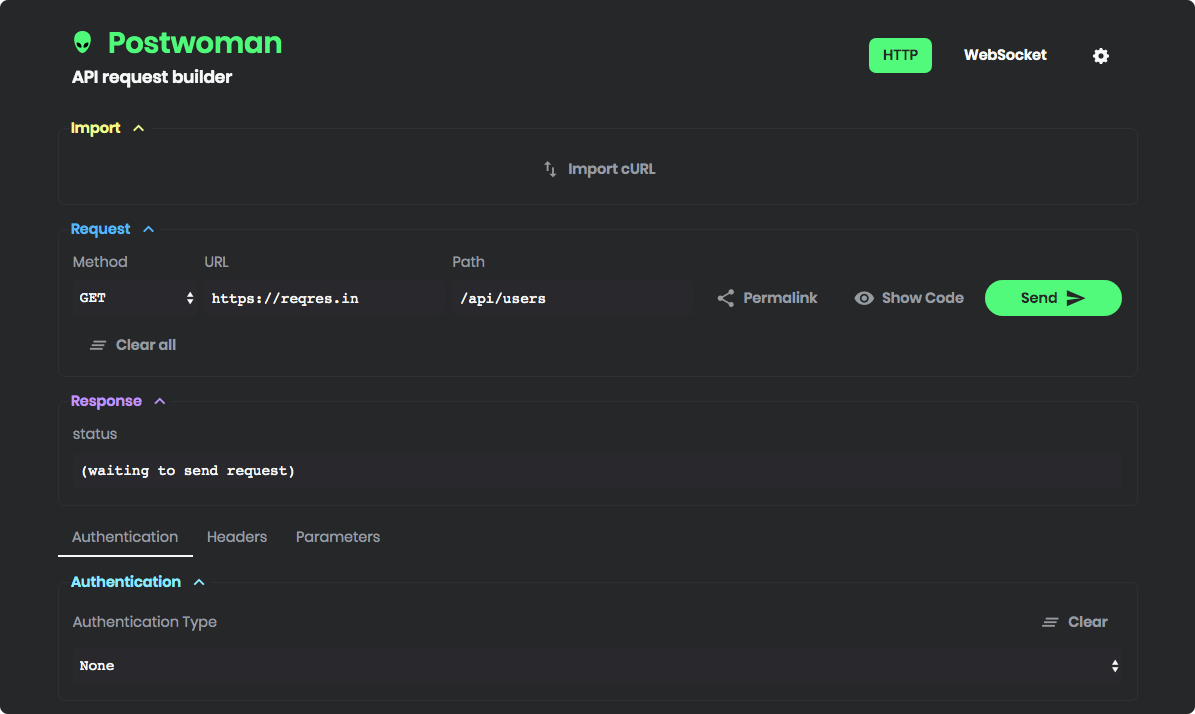 Postwoman
API request builder
HTTP
WebSocket
Import
Import cURL
Request
Method URL Path
GET https://reqres.in /api/users Permalink Show Code Send
Clear all
Response
status
(waiting to send request)
Authentication Headers Parameters
Authentication
Authentication Type Clear
None